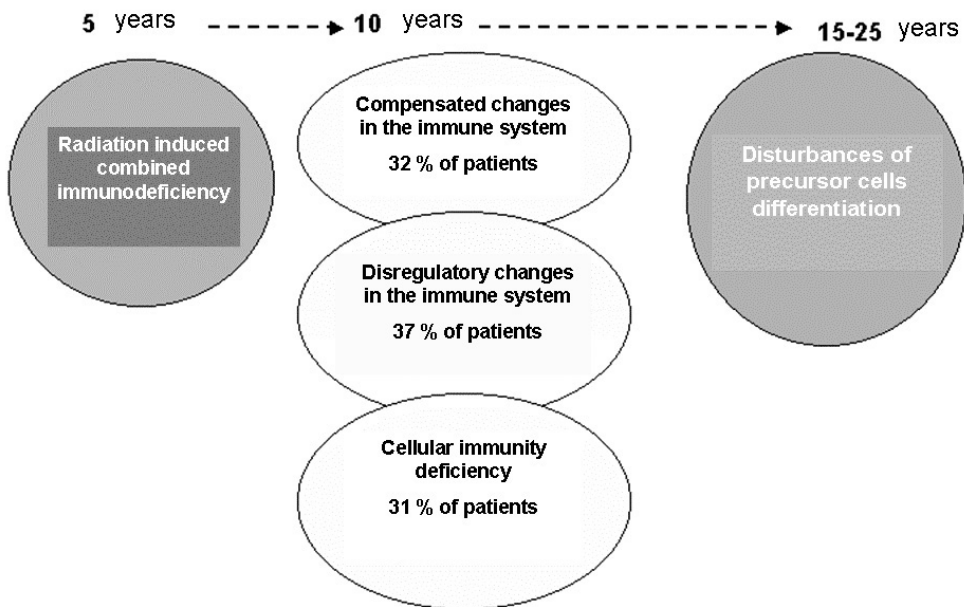 5 years 10 years 15-25 years
Radiation induced
combined
immunodeficiency
Compensated changes
in the immune system
32 % of patients
Disregulatory changes
in the immune system
37 % of patients
Cellular immunity
deficiency
31 % of patients
Disturbances of
precursor cells
differentiation